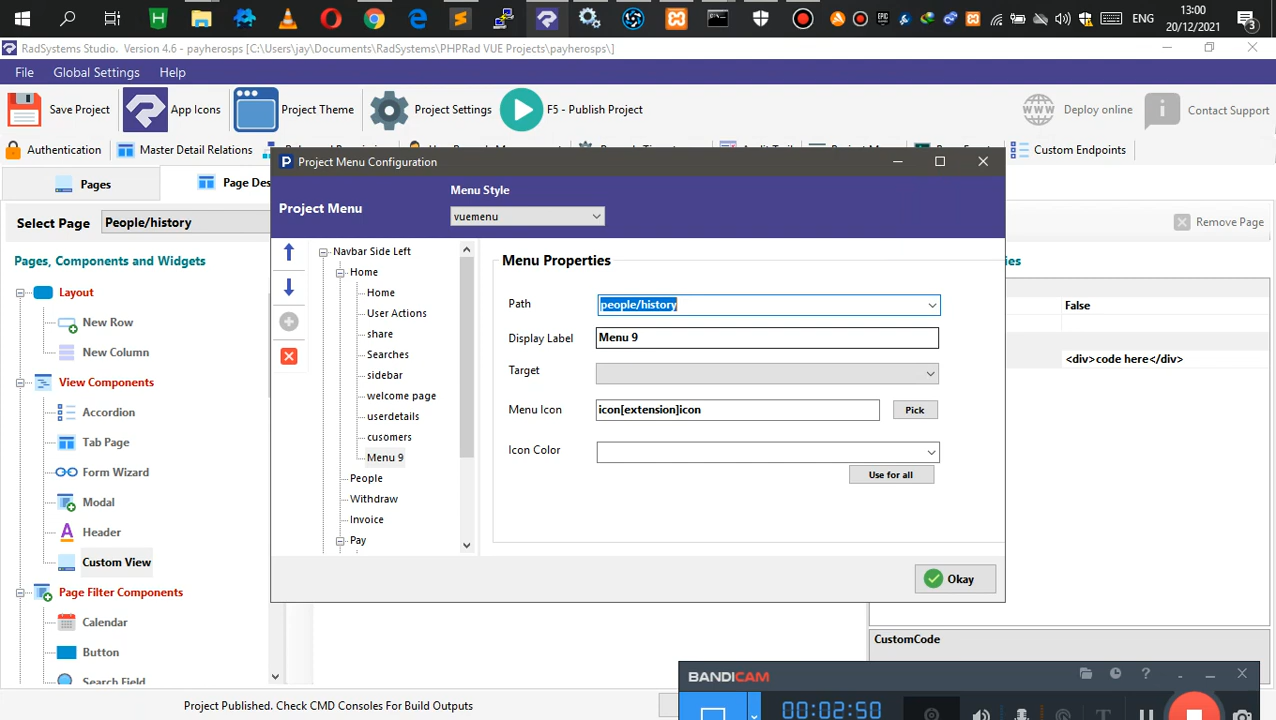 13:00
ENG
20/12/2021
3
RadSystems Studio. Version 4.6 - payherosps [C:\Users\jay\Documents\RadSystems\PHPRad VUE Projects\payherosps\]
File Global Settings Help
Save Project App Icons Project Theme Project Settings F5 - Publish Project WWW Deploy online Contact Support
Authentication Master Detail Relations Custom Endpoints
Project Menu Configuration
Pages Page Des
Menu Style
Project Menu
vuemenu
Select Page People/history
Remove Page
Pages, Components and Widgets
ies
Navbar Side Left
Menu Properties
Home
Layout
Home
Path people/history
False
New Row
User Actions
share
Display Label Menu 9
New Column
Searches
<div>code here</div>
sidebar
Target
View Components
welcome page
Accordion
userdetails
Menu Icon icon[extension]icon Pick
Tab Page
cusomers
Icon Color
Menu 9
Form Wizard
Use for all
People
Modal
Withdraw
Invoice
Header
Pay
Custom View
Okay
Page Filter Components
Calendar
CustomCode
Button
BANDICAM
Search Field
Project Published. Check CMD Consoles For Build Outputs
00:02:50